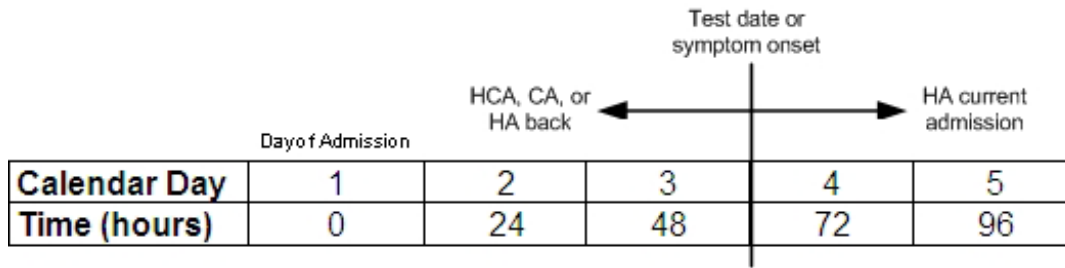 Test date or
symptom onset
HCA, CA, or
HA back
HA current
admission
Day of Admission
Calendar Day 1 2 3 4 5
Time (hours) 0 24 48 72 96